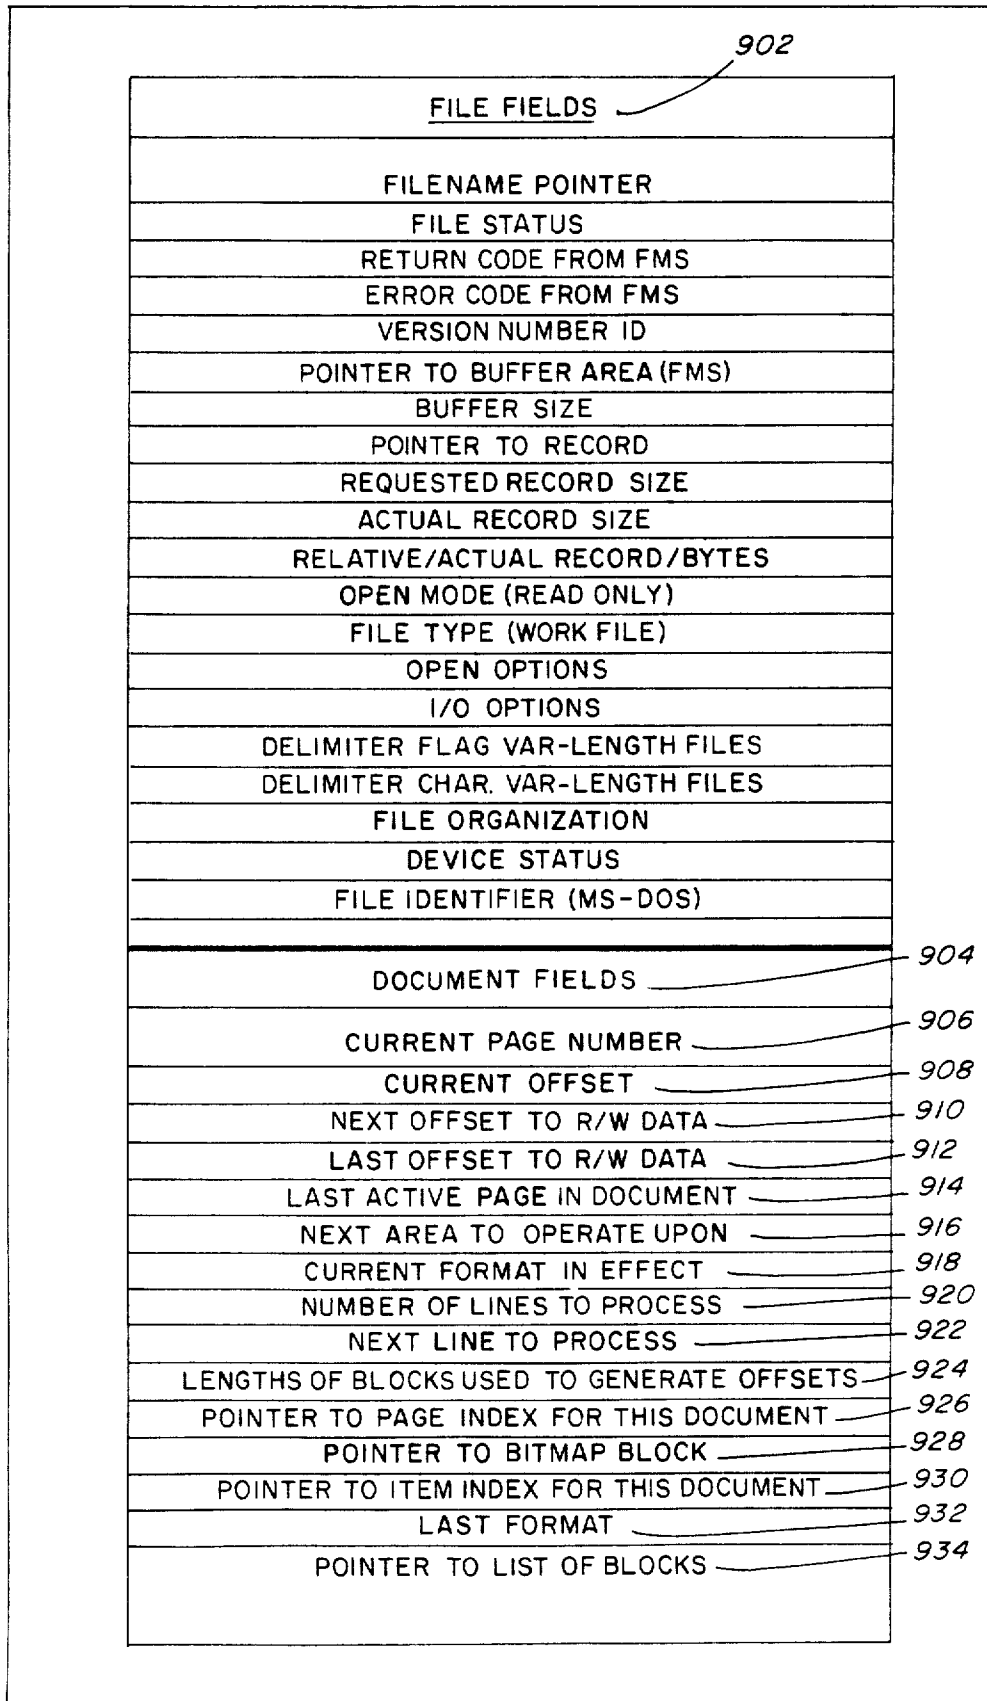 902
FILE FIELDS
FILENAME POINTER
FILE STATUS
RETURN CODE FROM FMS
ERROR CODE FROM FMS
VERSION NUMBER ID
POINTER TO BUFFER AREA (FMS)
BUFFER SIZE
POINTER TO RECORD
REQUESTED RECORD SIZE
ACTUAL RECORD SIZE
RELATIVE/ACTUAL RECORD/BYTES
OPEN MODE (READ ONLY)
FILE TYPE (WORK FILE)
OPEN OPTIONS
I/O OPTIONS
DELIMITER FLAG VAR-LENGTH FILES
DELIMITER CHAR. VAR-LENGTH FILES
FILE ORGANIZATION
DEVICE STATUS
FILE IDENTIFIER (MS-DOS)
DOCUMENT FIELDS 904
CURRENT PAGE NUMBER 906
CURRENT OFFSET 908
NEXT OFFSET TO R/W DATA 910
LAST OFFSET TO R/W DATA 912
LAST ACTIVE PAGE IN DOCUMENT 914
NEXT AREA TO OPERATE UPON 916
CURRENT FORMAT IN EFFECT 918
NUMBER OF LINES TO PROCESS 920
NEXT LINE TO PROCESS 922
LENGTHS OF BLOCKS USED TO GENERATE OFFSETS 924
POINTER TO PAGE INDEX FOR THIS DOCUMENT 926
POINTER TO BITMAP BLOCK 928
POINTER TO ITEM INDEX FOR THIS DOCUMENT 930
LAST FORMAT 932
POINTER TO LIST OF BLOCKS 934